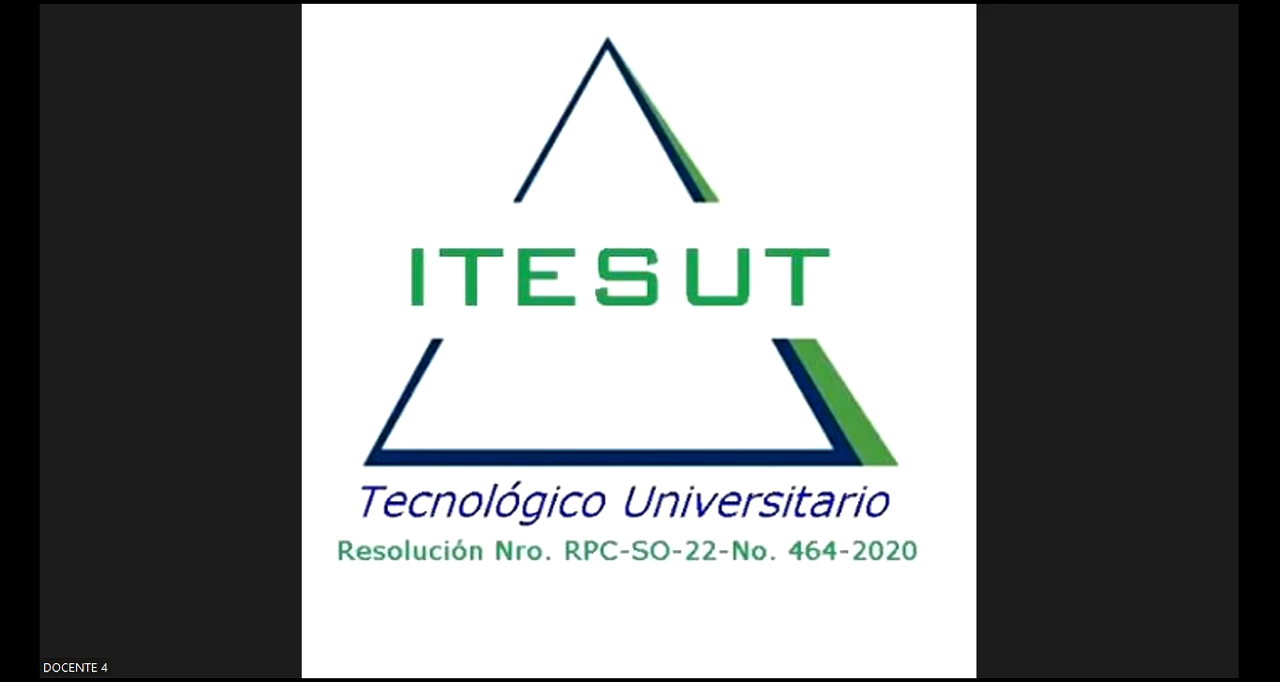 ITESUT
Tecnológico Universitario
Resolución Nro. RPC-SO-22-No. 464-2020
DOCENTE 4